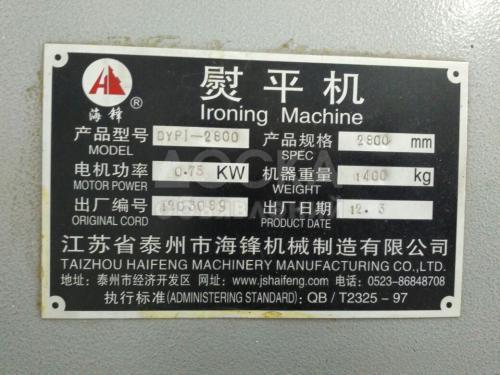 熨平机
Ironing Machine
海锋 ®
产品型号 MODEL DYPI-2800 产品规格 SPEC 2800 mm
电机功率 MOTOR POWER 0.75 KW 机器重量 WEIGHT 1400 kg
出厂编号 ORIGINAL CORD 1203099 出厂日期 PRODUCT DATE 12.3
江苏省泰州市海锋机械制造有限公司
TAIZHOU HAIFENG MACHINERY MANUFACTURING CO.,LTD.
地址：泰州市经济开发区 网址：www.jshaifeng.com 电话：0523-86848708
执行标准(ADMINISTERING STANDARD)：QB/T2325-97